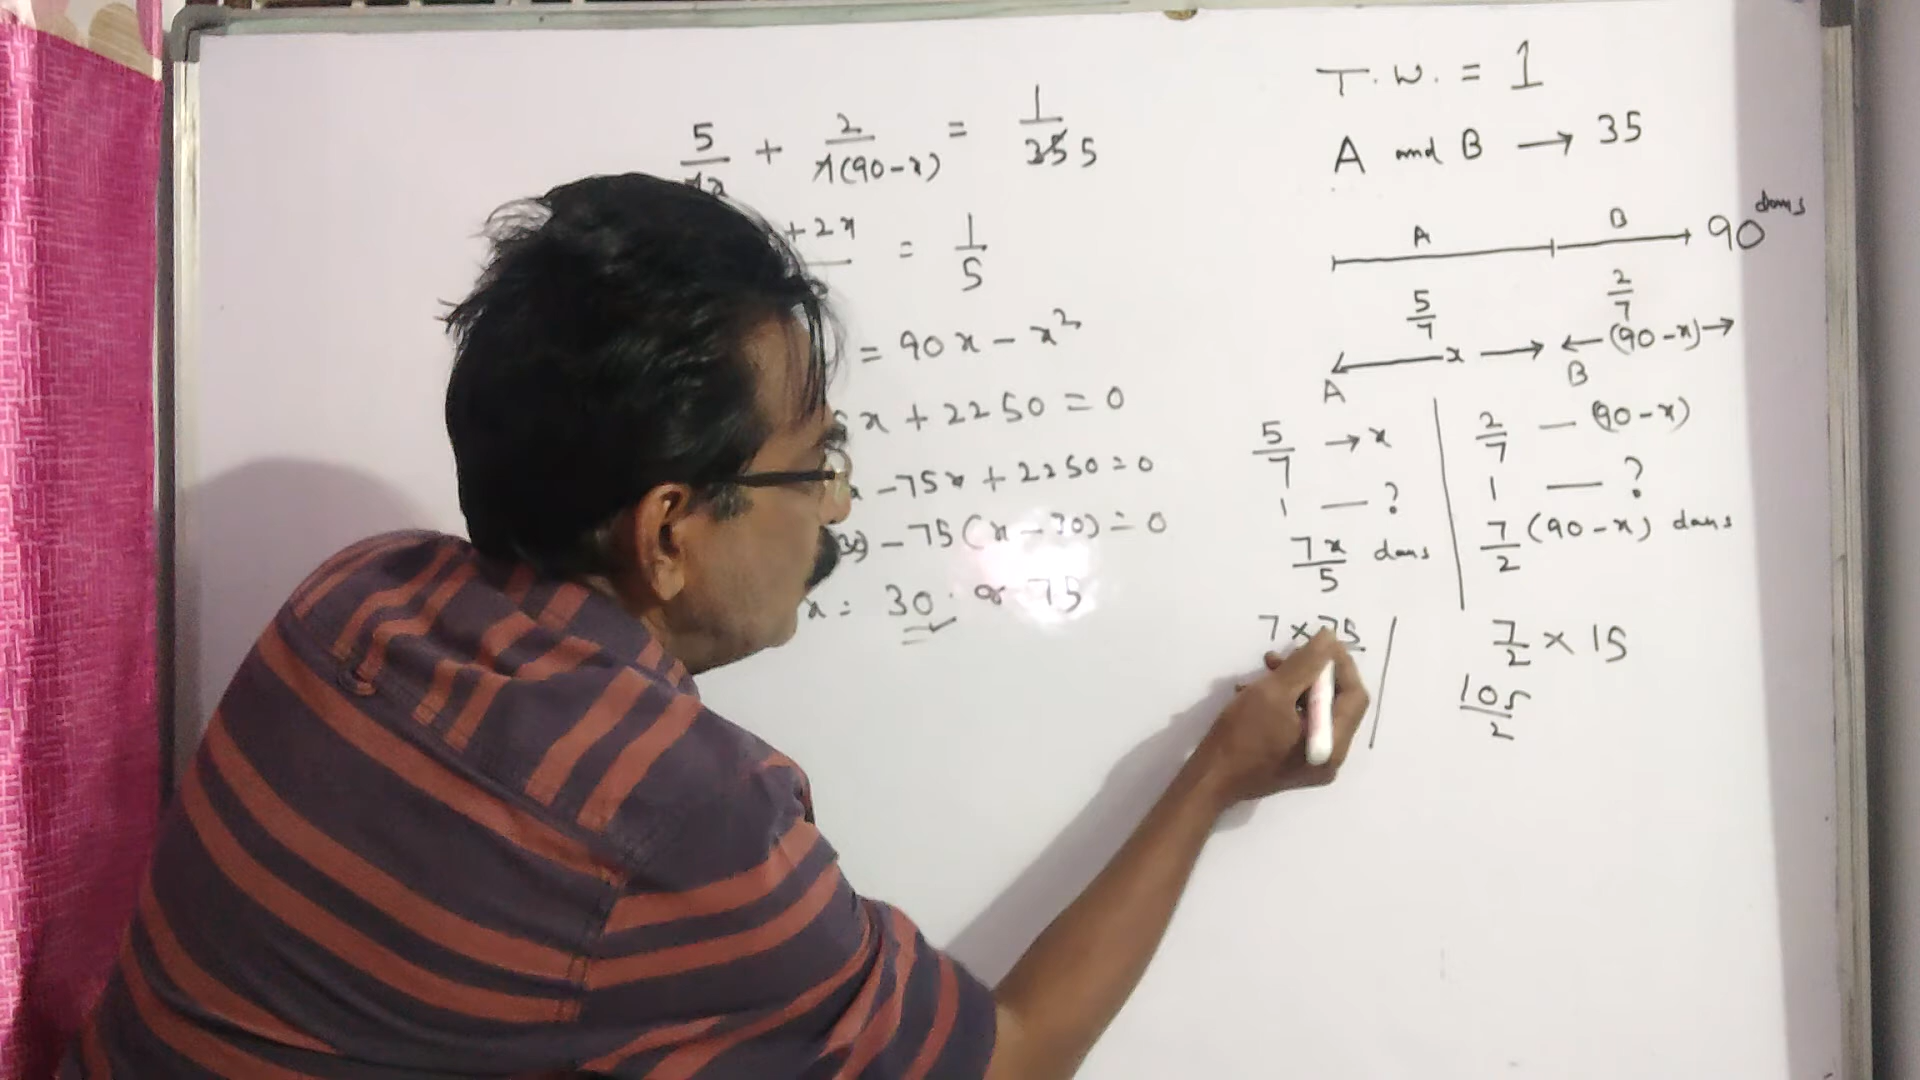 5/7x + 2/7(90-x) = 1/35 5
+2x = 1/5
= 90x - x²
x + 2250 = 0
x - 75x + 2250 = 0
30) - 75(x - 30) = 0
x = 30 or 75
T.W. = 1
A and B → 35
A B 90 days
5/7 2/7
← x → ← (90-x) →
A B
5/7 → x
1 — ?
7x/5 days
2/7 — (90-x)
1 — ?
7/2 (90-x) days
7×75
7/2 × 15
105/2